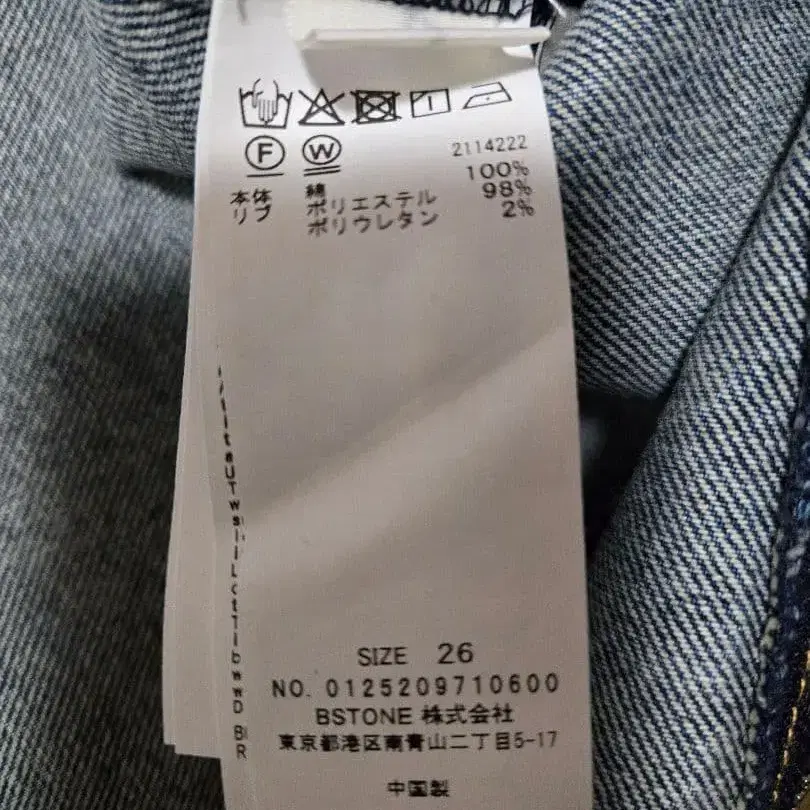 F W
2114222
本体 綿 100%
リブ ポリエステル 98%
ポリウレタン 2%
SIZE 26
NO. 0125209710600
BSTONE 株式会社
東京都港区南青山二丁目5-17
中国製